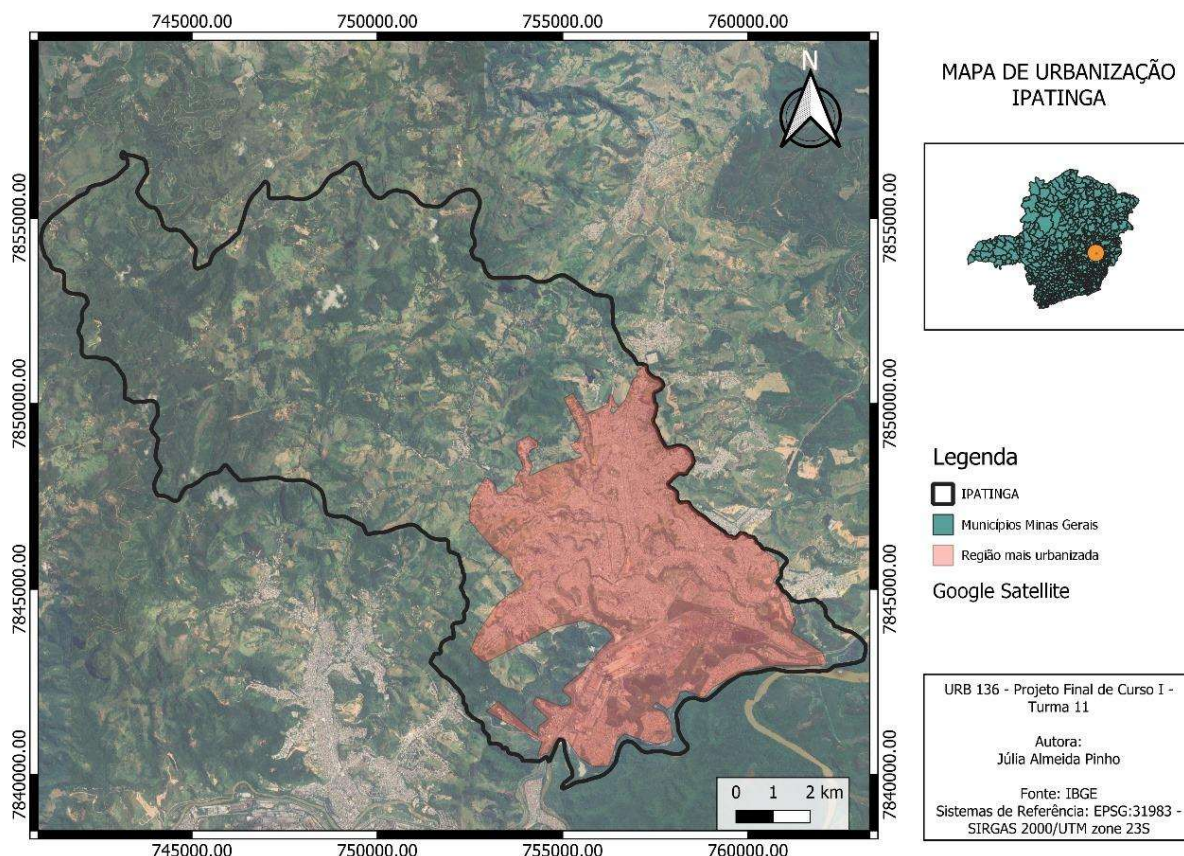 745000.00 750000.00 755000.00 760000.00
N
7855000.00 7855000.00
7850000.00 7850000.00
7845000.00 7845000.00
7840000.00 7840000.00
0 1 2 km
745000.00 750000.00 755000.00 760000.00
MAPA DE URBANIZAÇÃO
IPATINGA
Legenda
IPATINGA
Municípios Minas Gerais
Região mais urbanizada
Google Satellite
URB 136 - Projeto Final de Curso I -
Turma 11
Autora:
Júlia Almeida Pinho
Fonte: IBGE
Sistemas de Referência: EPSG:31983 -
SIRGAS 2000/UTM zone 23S